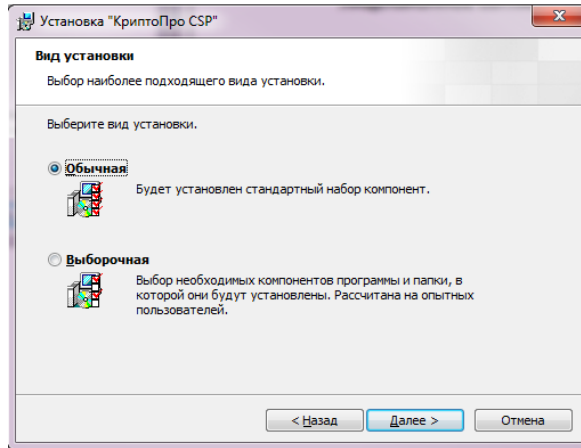 Установка "КриптоПро CSP"
Вид установки
Выбор наиболее подходящего вида установки.
Выберите вид установки.
Обычная
Будет установлен стандартный набор компонент.
Выборочная
Выбор необходимых компонентов программы и папки, в
которой они будут установлены. Рассчитана на опытных
пользователей.
< Назад
Далее >
Отмена